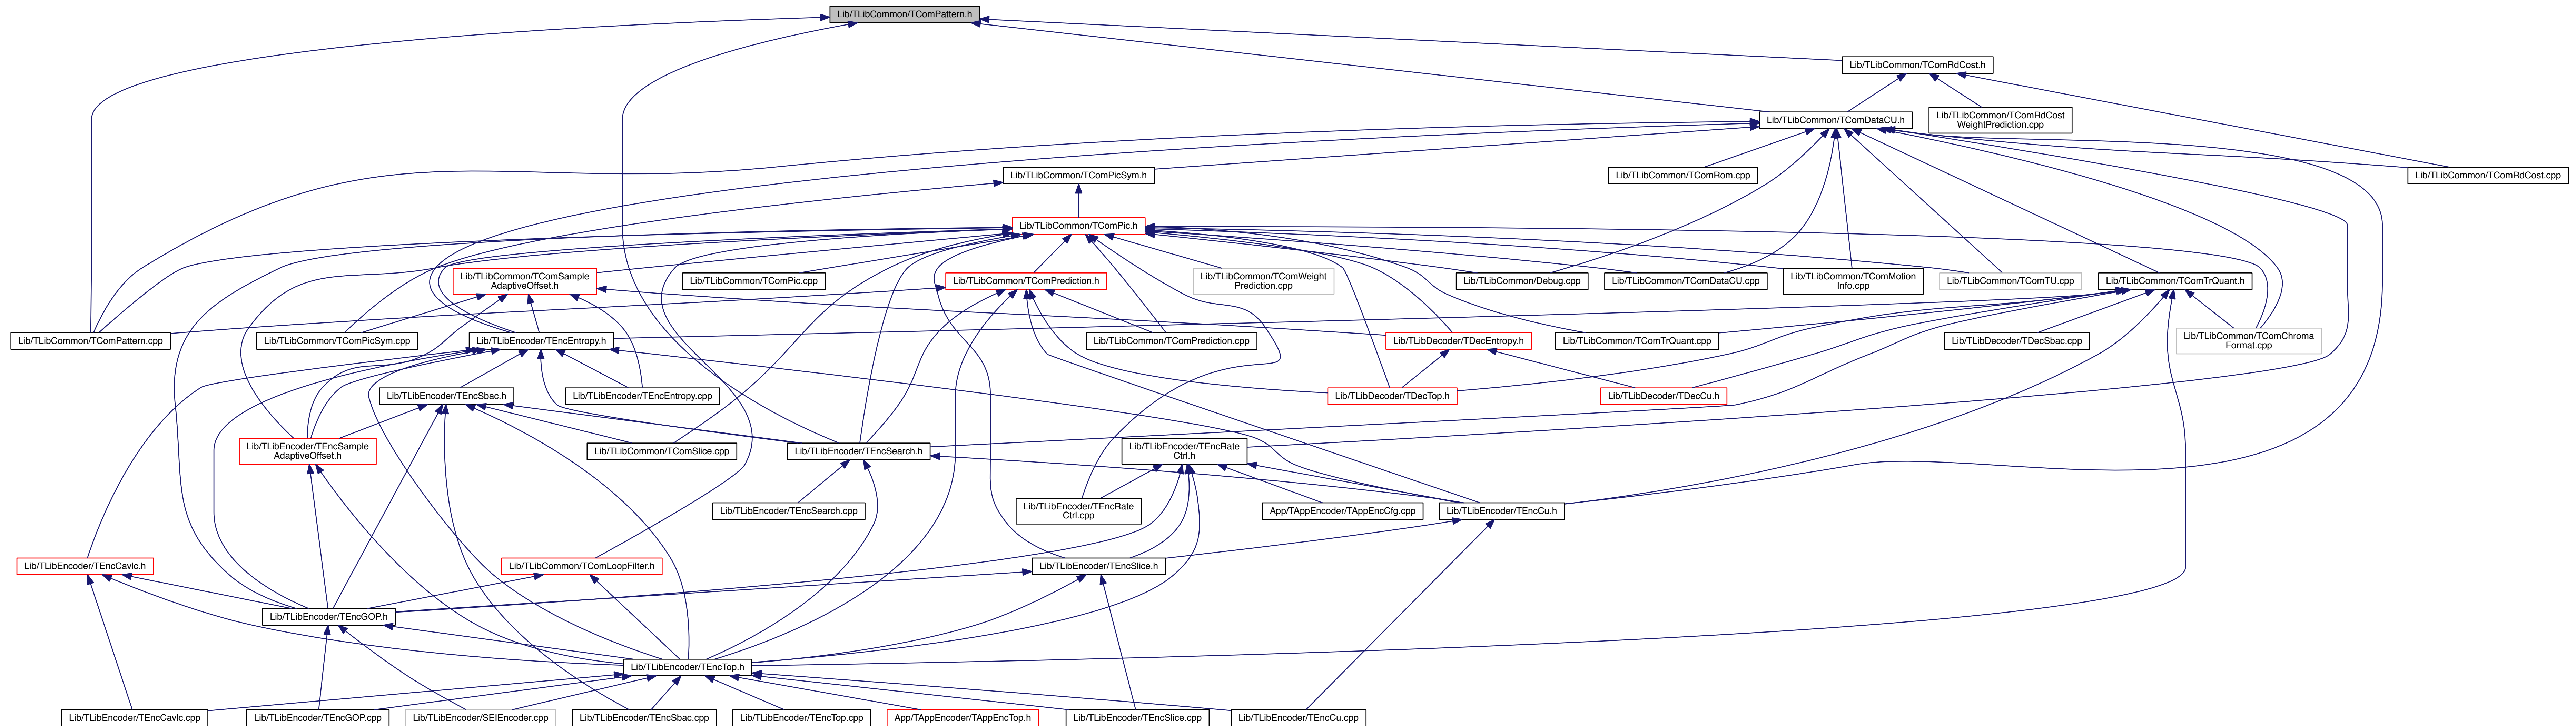 Lib/TLibCommon/TComPattern.h
Lib/TLibCommon/TComRdCost.h
Lib/TLibCommon/TComDataCU.h
Lib/TLibCommon/TComRdCost
WeightPrediction.cpp
Lib/TLibCommon/TComPicSym.h
Lib/TLibCommon/TComRom.cpp
Lib/TLibCommon/TComRdCost.cpp
Lib/TLibCommon/TComPic.h
Lib/TLibCommon/TComSample
AdaptiveOffset.h
Lib/TLibCommon/TComPic.cpp
Lib/TLibCommon/TComPrediction.h
Lib/TLibCommon/TComWeight
Prediction.cpp
Lib/TLibCommon/Debug.cpp
Lib/TLibCommon/TComDataCU.cpp
Lib/TLibCommon/TComMotion
Info.cpp
Lib/TLibCommon/TComTU.cpp
Lib/TLibCommon/TComTrQuant.h
Lib/TLibCommon/TComPattern.cpp
Lib/TLibCommon/TComPicSym.cpp
Lib/TLibEncoder/TEncEntropy.h
Lib/TLibCommon/TComPrediction.cpp
Lib/TLibDecoder/TDecEntropy.h
Lib/TLibCommon/TComTrQuant.cpp
Lib/TLibDecoder/TDecSbac.cpp
Lib/TLibCommon/TComChroma
Format.cpp
Lib/TLibEncoder/TEncSbac.h
Lib/TLibEncoder/TEncEntropy.cpp
Lib/TLibDecoder/TDecTop.h
Lib/TLibDecoder/TDecCu.h
Lib/TLibEncoder/TEncSample
AdaptiveOffset.h
Lib/TLibCommon/TComSlice.cpp
Lib/TLibEncoder/TEncSearch.h
Lib/TLibEncoder/TEncRate
Ctrl.h
Lib/TLibEncoder/TEncSearch.cpp
Lib/TLibEncoder/TEncRate
Ctrl.cpp
App/TAppEncoder/TAppEncCfg.cpp
Lib/TLibEncoder/TEncCu.h
Lib/TLibEncoder/TEncCavlc.h
Lib/TLibCommon/TComLoopFilter.h
Lib/TLibEncoder/TEncSlice.h
Lib/TLibEncoder/TEncGOP.h
Lib/TLibEncoder/TEncTop.h
Lib/TLibEncoder/TEncCavlc.cpp
Lib/TLibEncoder/TEncGOP.cpp
Lib/TLibEncoder/SEIEncoder.cpp
Lib/TLibEncoder/TEncSbac.cpp
Lib/TLibEncoder/TEncTop.cpp
App/TAppEncoder/TAppEncTop.h
Lib/TLibEncoder/TEncSlice.cpp
Lib/TLibEncoder/TEncCu.cpp